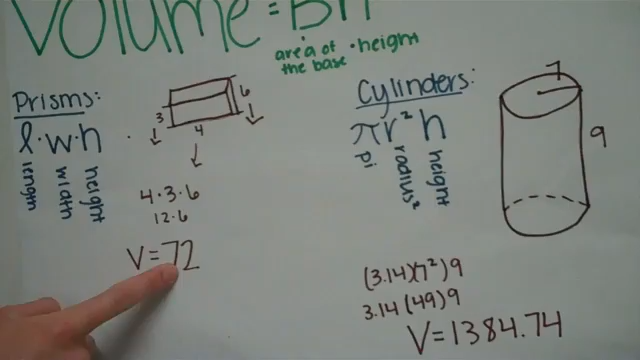 Volume = Bh
area of • height
the base
Prisms:
l • w • h
length
width
height
3
4
6
4 • 3 • 6
12 • 6
V = 72
Cylinders:
πr²h
pi
radius²
height
7
9
(3.14)(7²)9
3.14(49)9
V = 1384.74